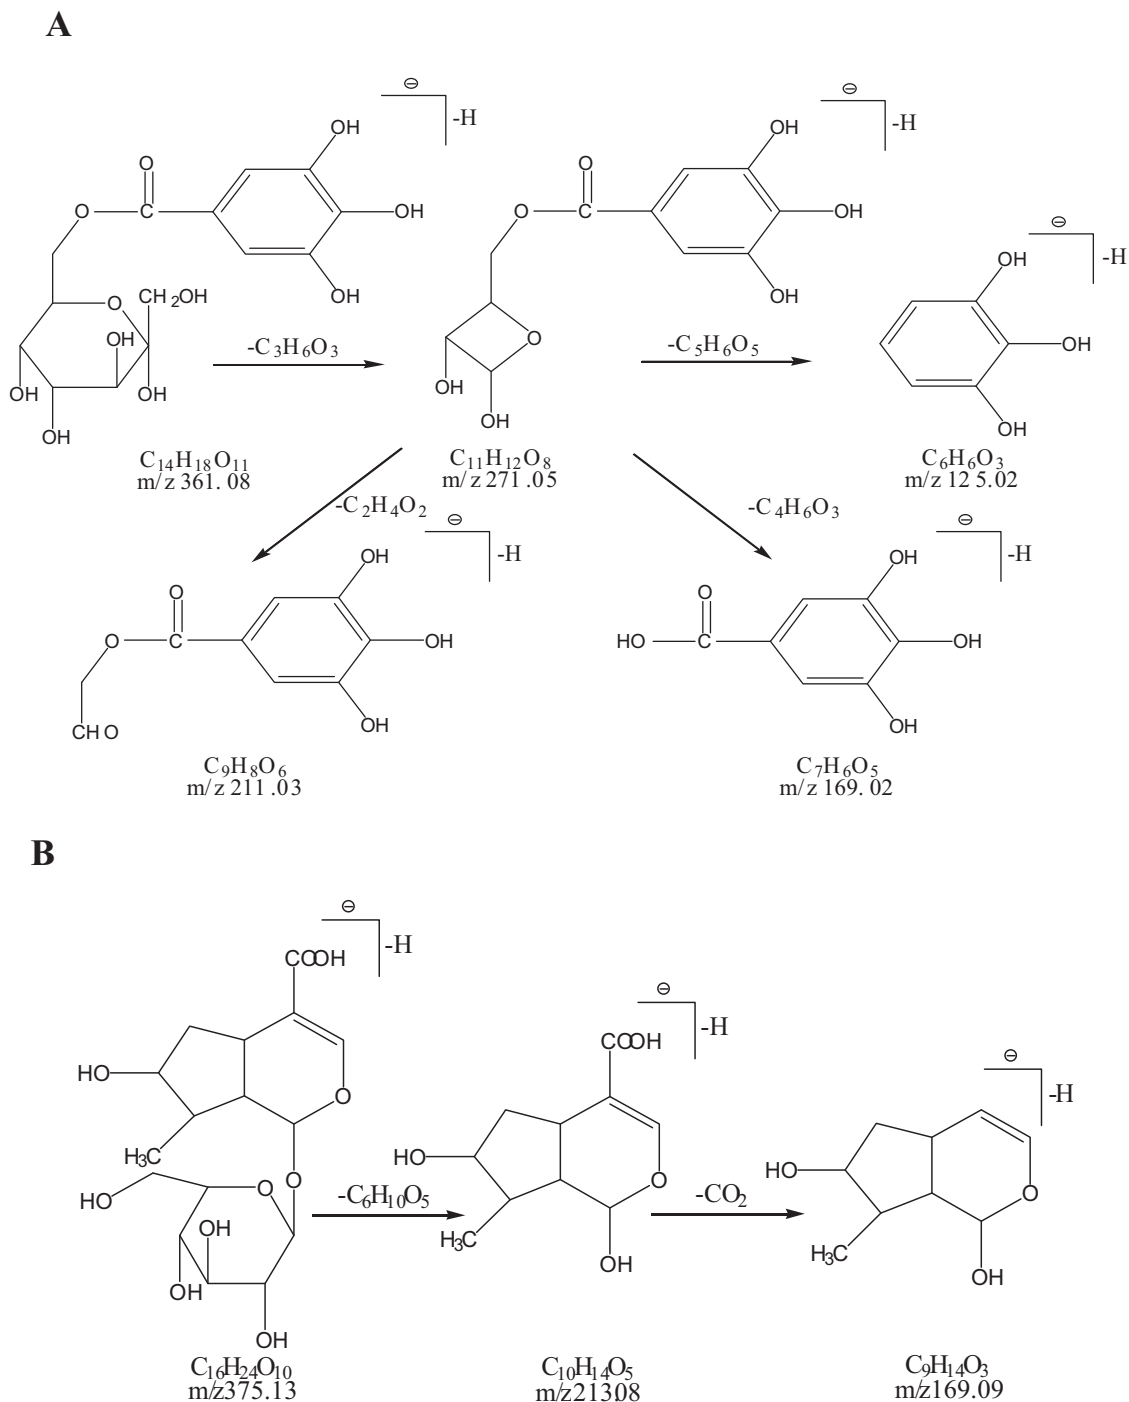 A
⊖
-H
⊖
-H
OH
O
O
C
OH
OH
O
CH2OH
OH
OH
OH
OH
-C3H6O3
C14H18O11
m/z 361.08
OH
O
O
C
OH
OH
O
OH
OH
-C5H6O5
C11H12O8
m/z 271.05
⊖
-H
OH
OH
OH
C6H6O3
m/z 125.02
-C2H4O2
-C4H6O3
⊖
-H
OH
O
O
C
OH
OH
CHO
C9H8O6
m/z 211.03
⊖
-H
OH
O
HO
C
OH
OH
C7H6O5
m/z 169.02
B
⊖
-H
COOH
HO
O
H3C
O
HO
O
OH
OH
OH
-C6H10O5
C16H24O10
m/z375.13
⊖
-H
COOH
HO
O
H3C
OH
-CO2
C10H14O5
m/z213.08
⊖
-H
HO
O
H3C
OH
C9H14O3
m/z169.09